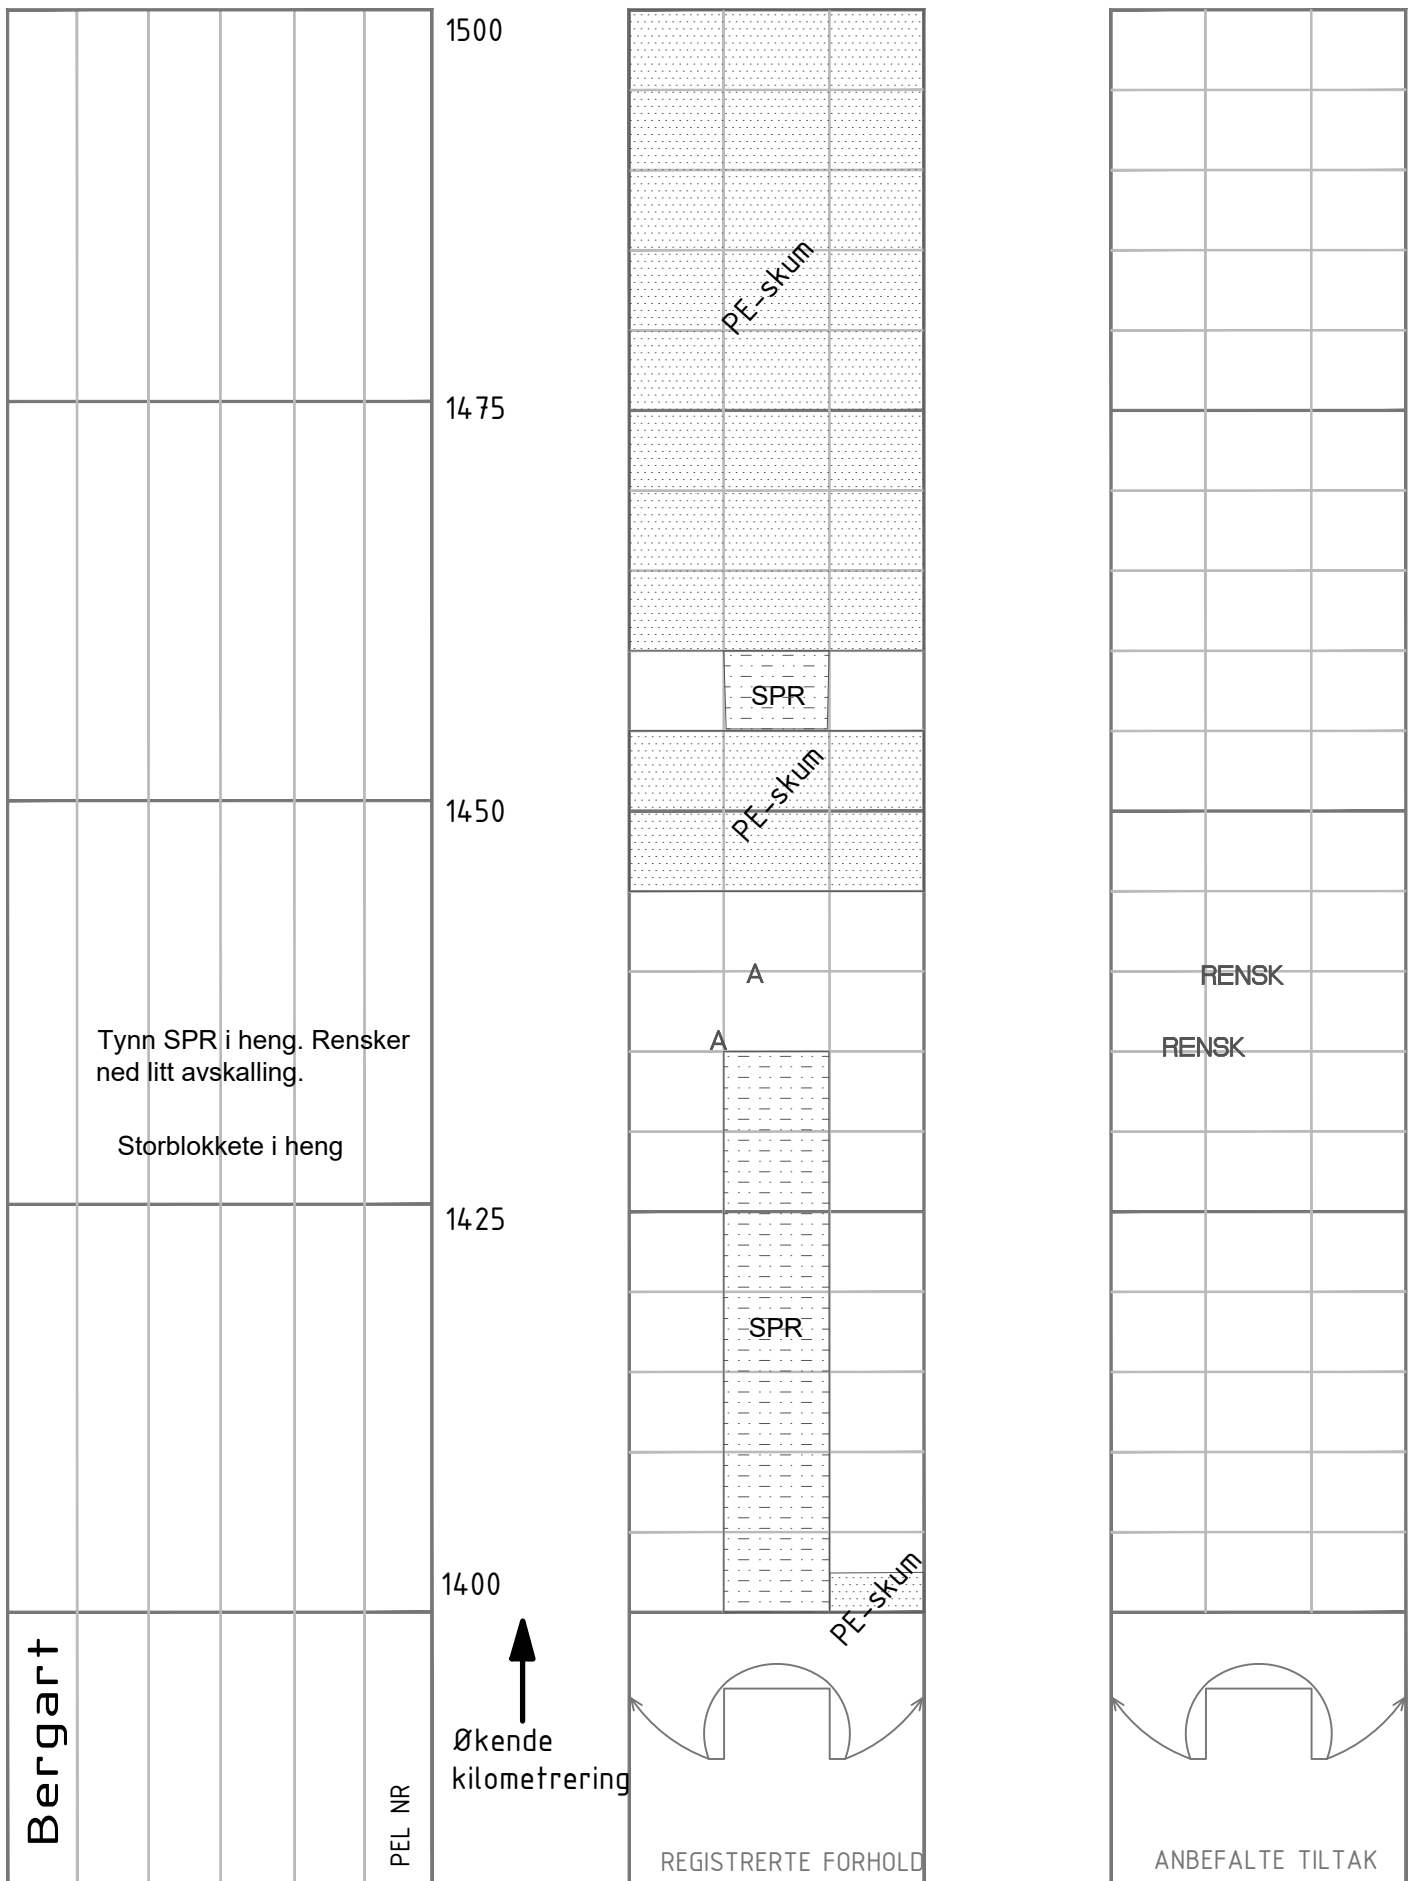 1500
PE-skum
1475
SPR
PE-skum
1450
A
RENSK
A
RENSK
Tynn SPR i heng. Rensker
ned litt avskalling.
Storblokkete i heng
1425
SPR
1400
PE-skum
Bergart
PEL NR
Økende
kilometrering
REGISTRERTE FORHOLD
ANBEFALTE TILTAK